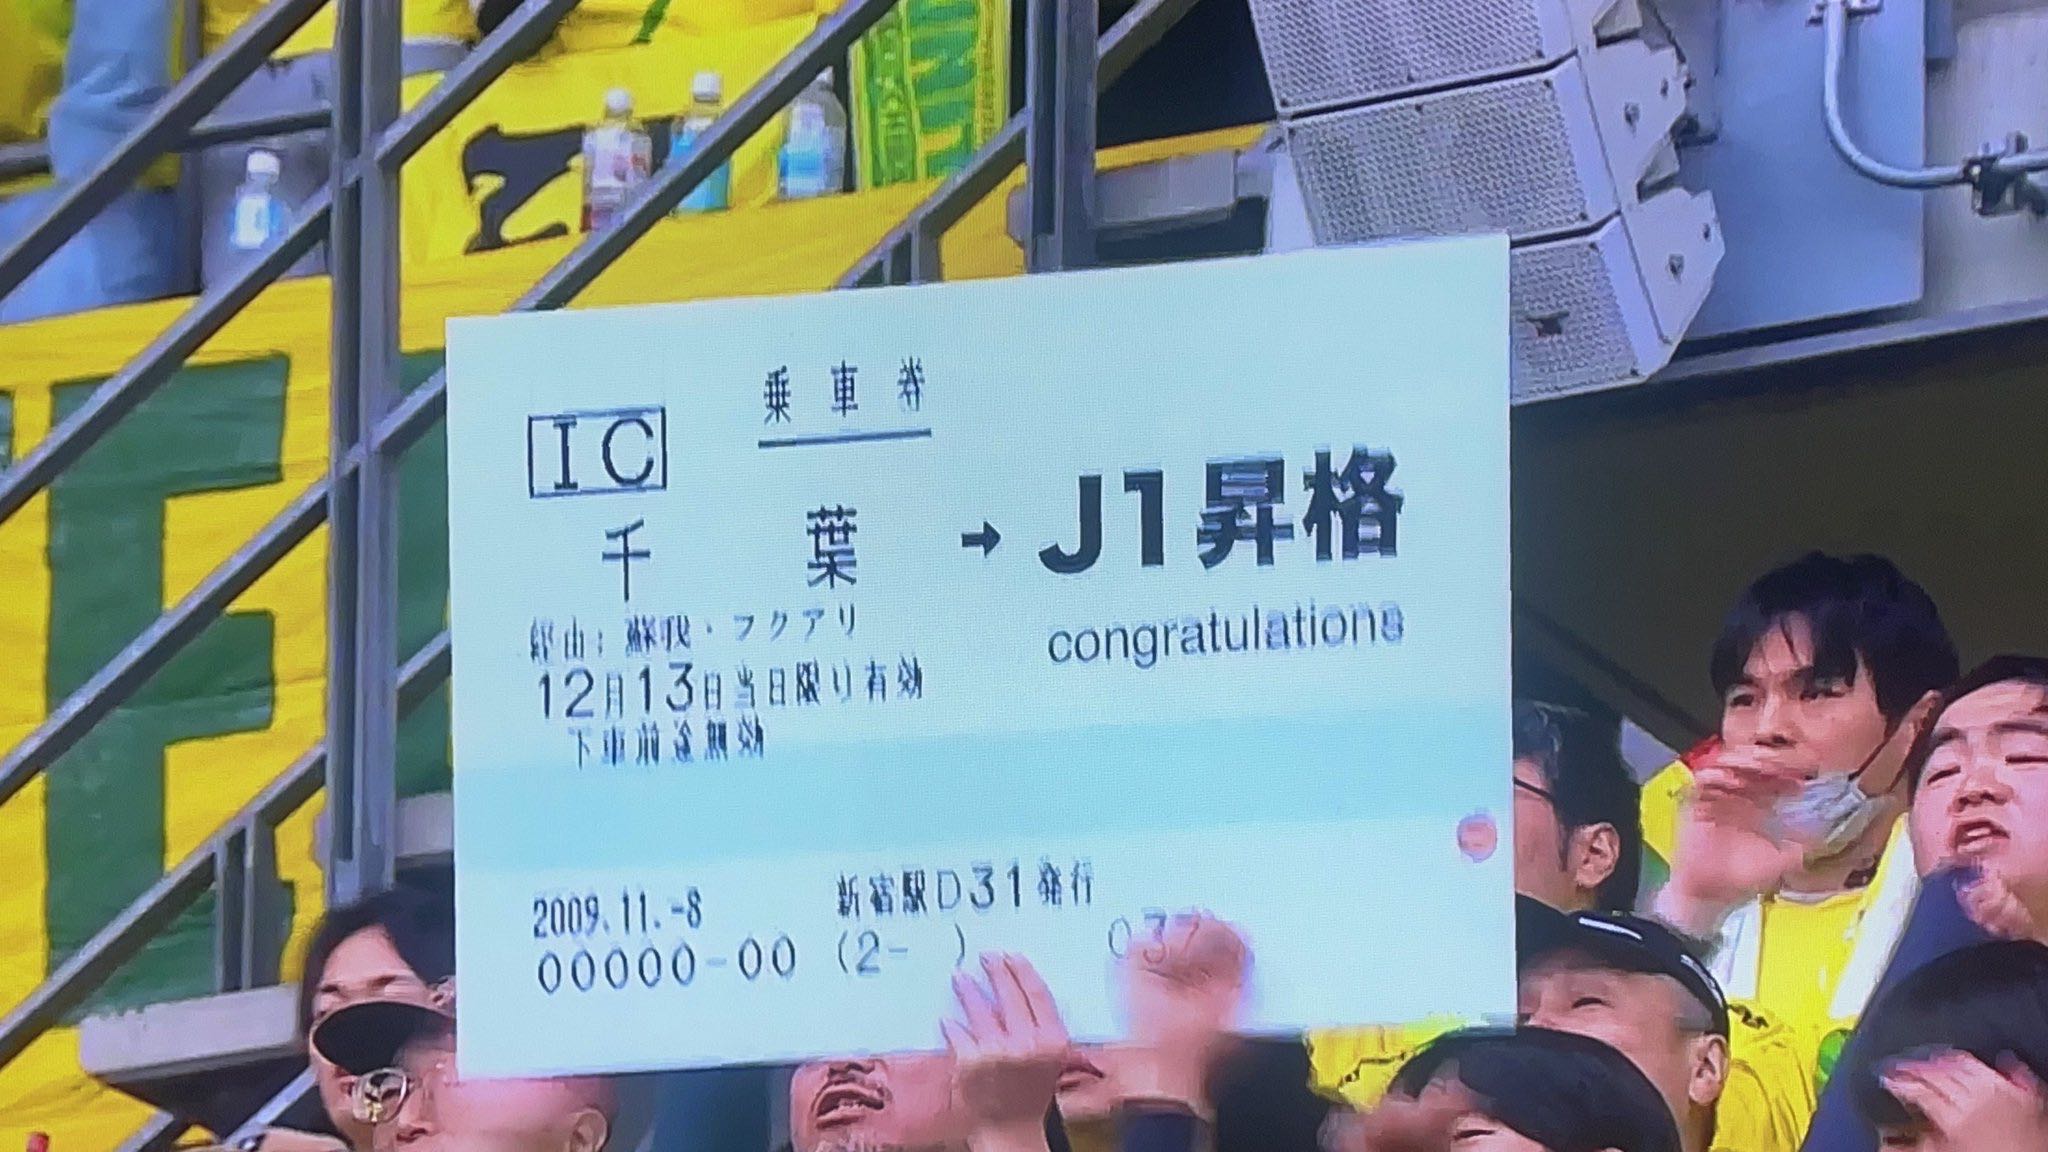 乗車券
IC
千葉 → J1昇格
congratulations
経由：蘇我・フクアリ
12月13日当日限り有効
下車前途無効
2009.11.-8 新宿駅D31発行
00000-00 (2- ) 037